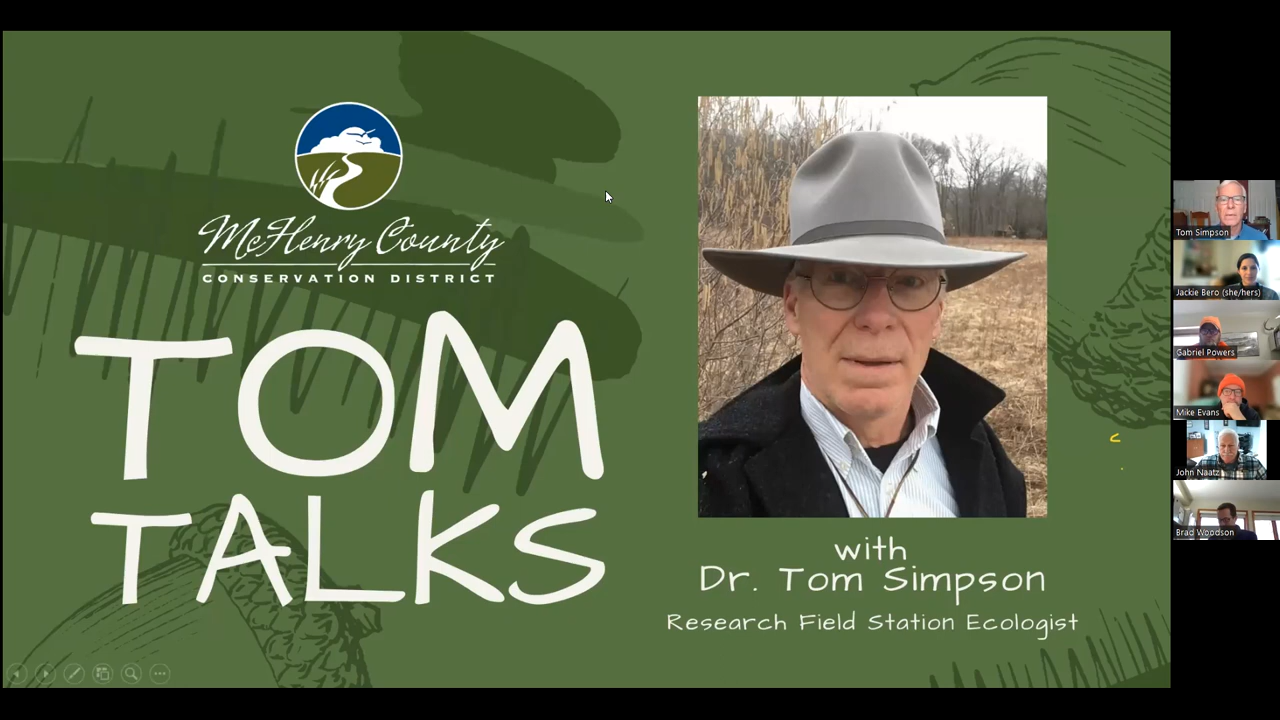 McHenry County
CONSERVATION DISTRICT
TOM
TALKS
with
Dr. Tom Simpson
Research Field Station Ecologist
Tom Simpson
Jackie Bero (she/hers)
Gabriel Powers
Mike Evans
John Naatz
Brad Woodson